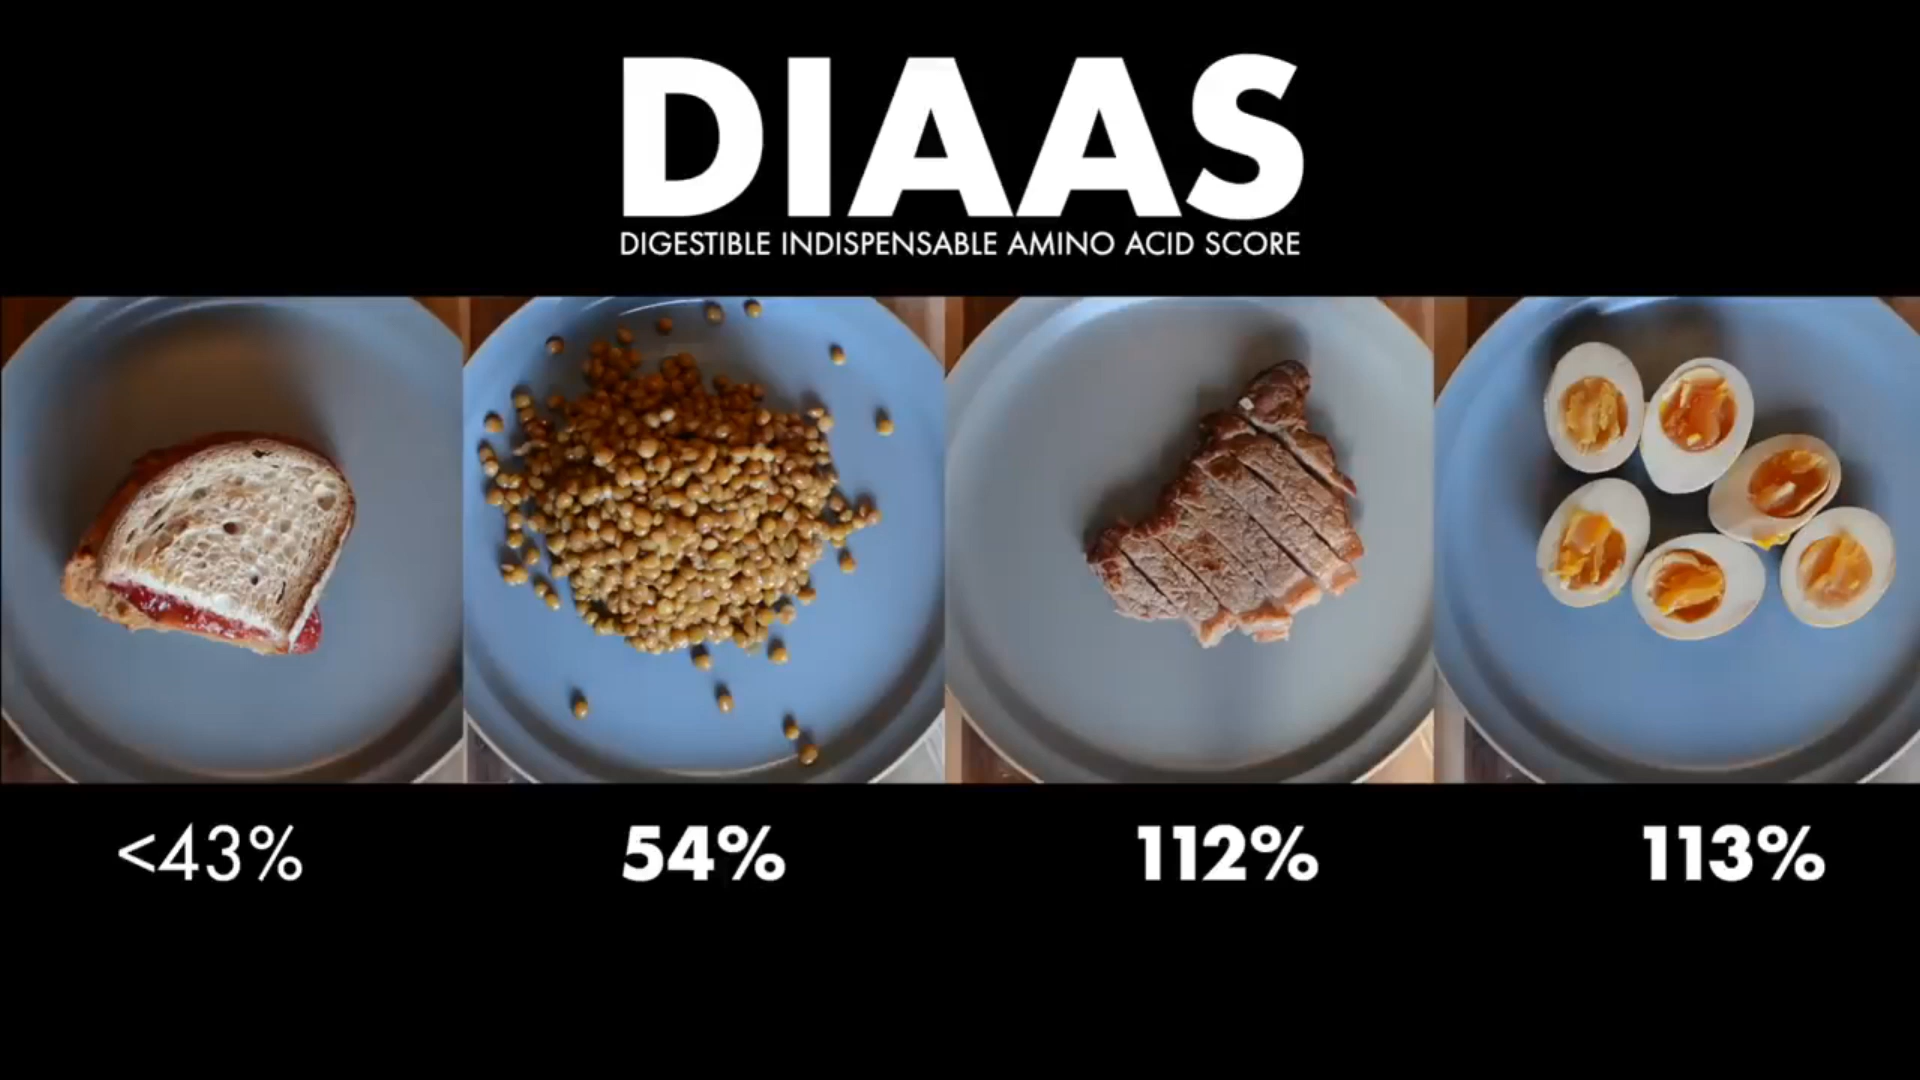 DIAAS
DIGESTIBLE INDISPENSABLE AMINO ACID SCORE
<43%
54%
112%
113%